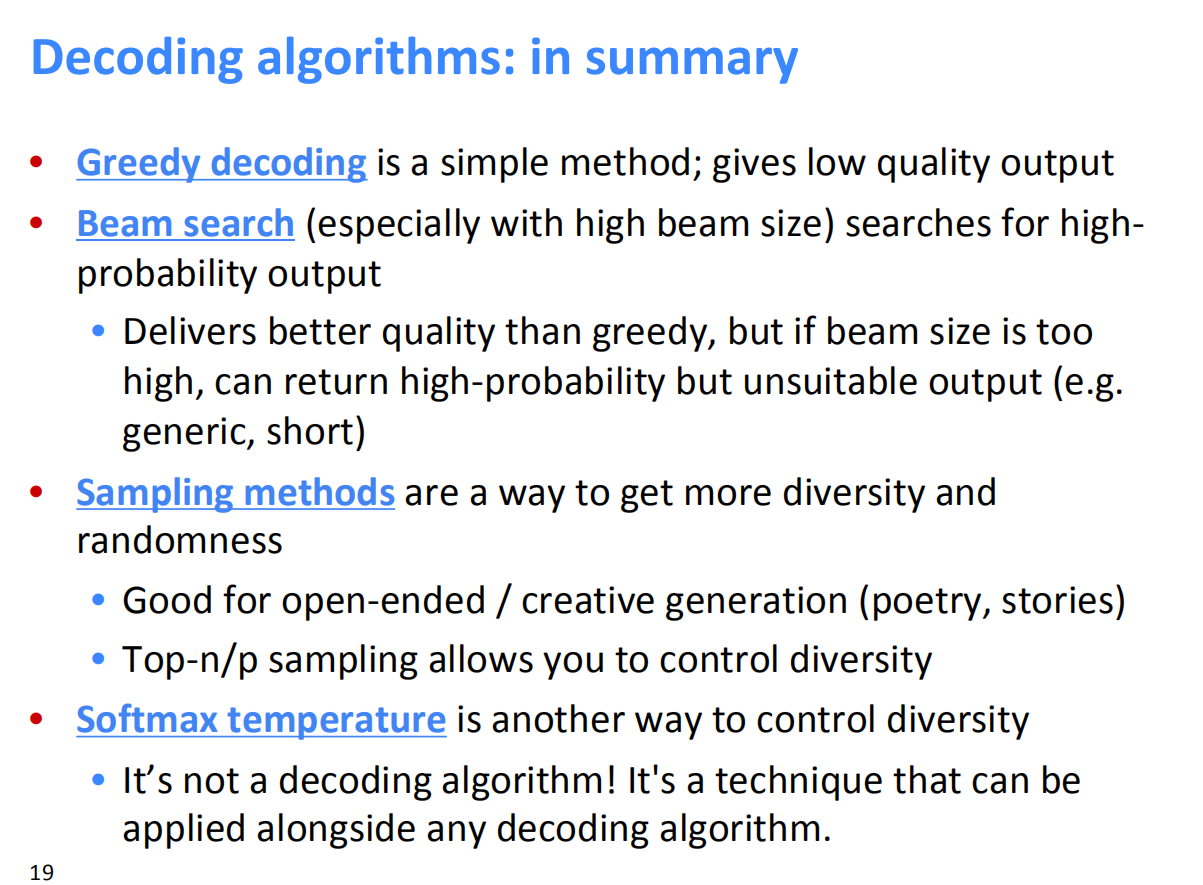 Decoding algorithms: in summary
• Greedy decoding is a simple method; gives low quality output
• Beam search (especially with high beam size) searches for high-
probability output
• Delivers better quality than greedy, but if beam size is too
high, can return high-probability but unsuitable output (e.g.
generic, short)
• Sampling methods are a way to get more diversity and
randomness
• Good for open-ended / creative generation (poetry, stories)
• Top-n/p sampling allows you to control diversity
• Softmax temperature is another way to control diversity
• It’s not a decoding algorithm! It's a technique that can be
applied alongside any decoding algorithm.
19